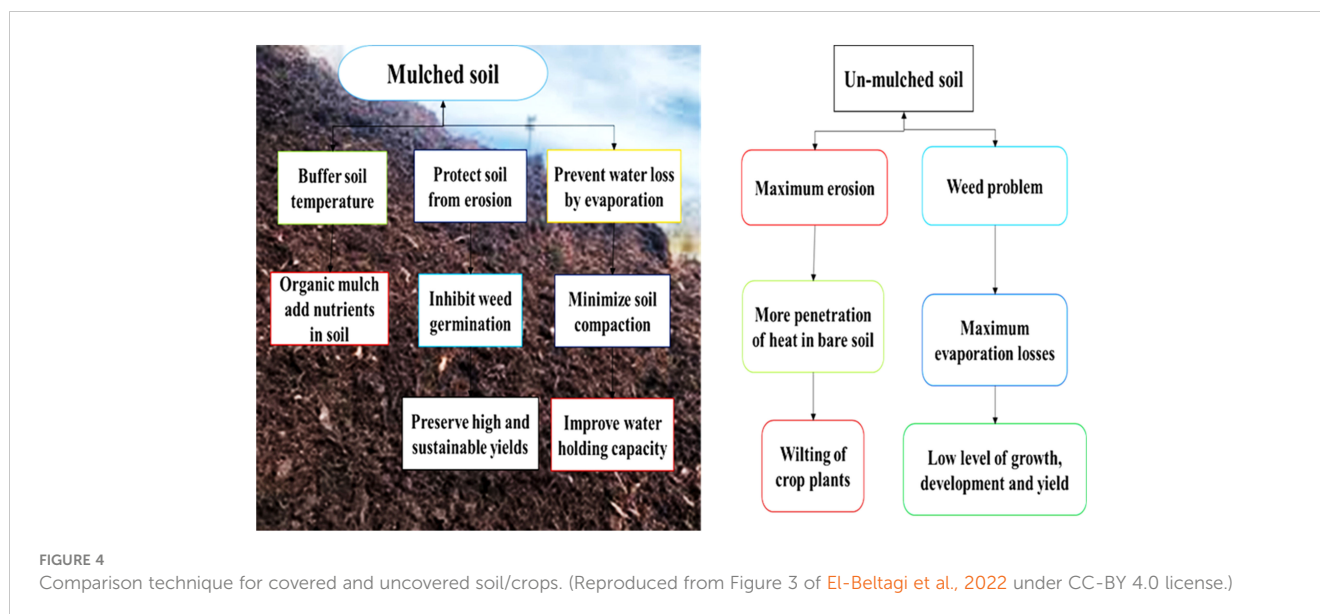 Mulched soil
Buffer soil
temperature
Protect soil
from erosion
Prevent water loss
by evaporation
Organic mulch
add nutrients
in soil
Inhibit weed
germination
Minimize soil
compaction
Preserve high and
sustainable yields
Improve water
holding capacity
Un-mulched soil
Maximum erosion
Weed problem
More penetration
of heat in bare soil
Maximum
evaporation losses
Wilting of
crop plants
Low level of growth,
development and yield
FIGURE 4
Comparison technique for covered and uncovered soil/crops. (Reproduced from Figure 3 of El-Beltagi et al., 2022 under CC-BY 4.0 license.)